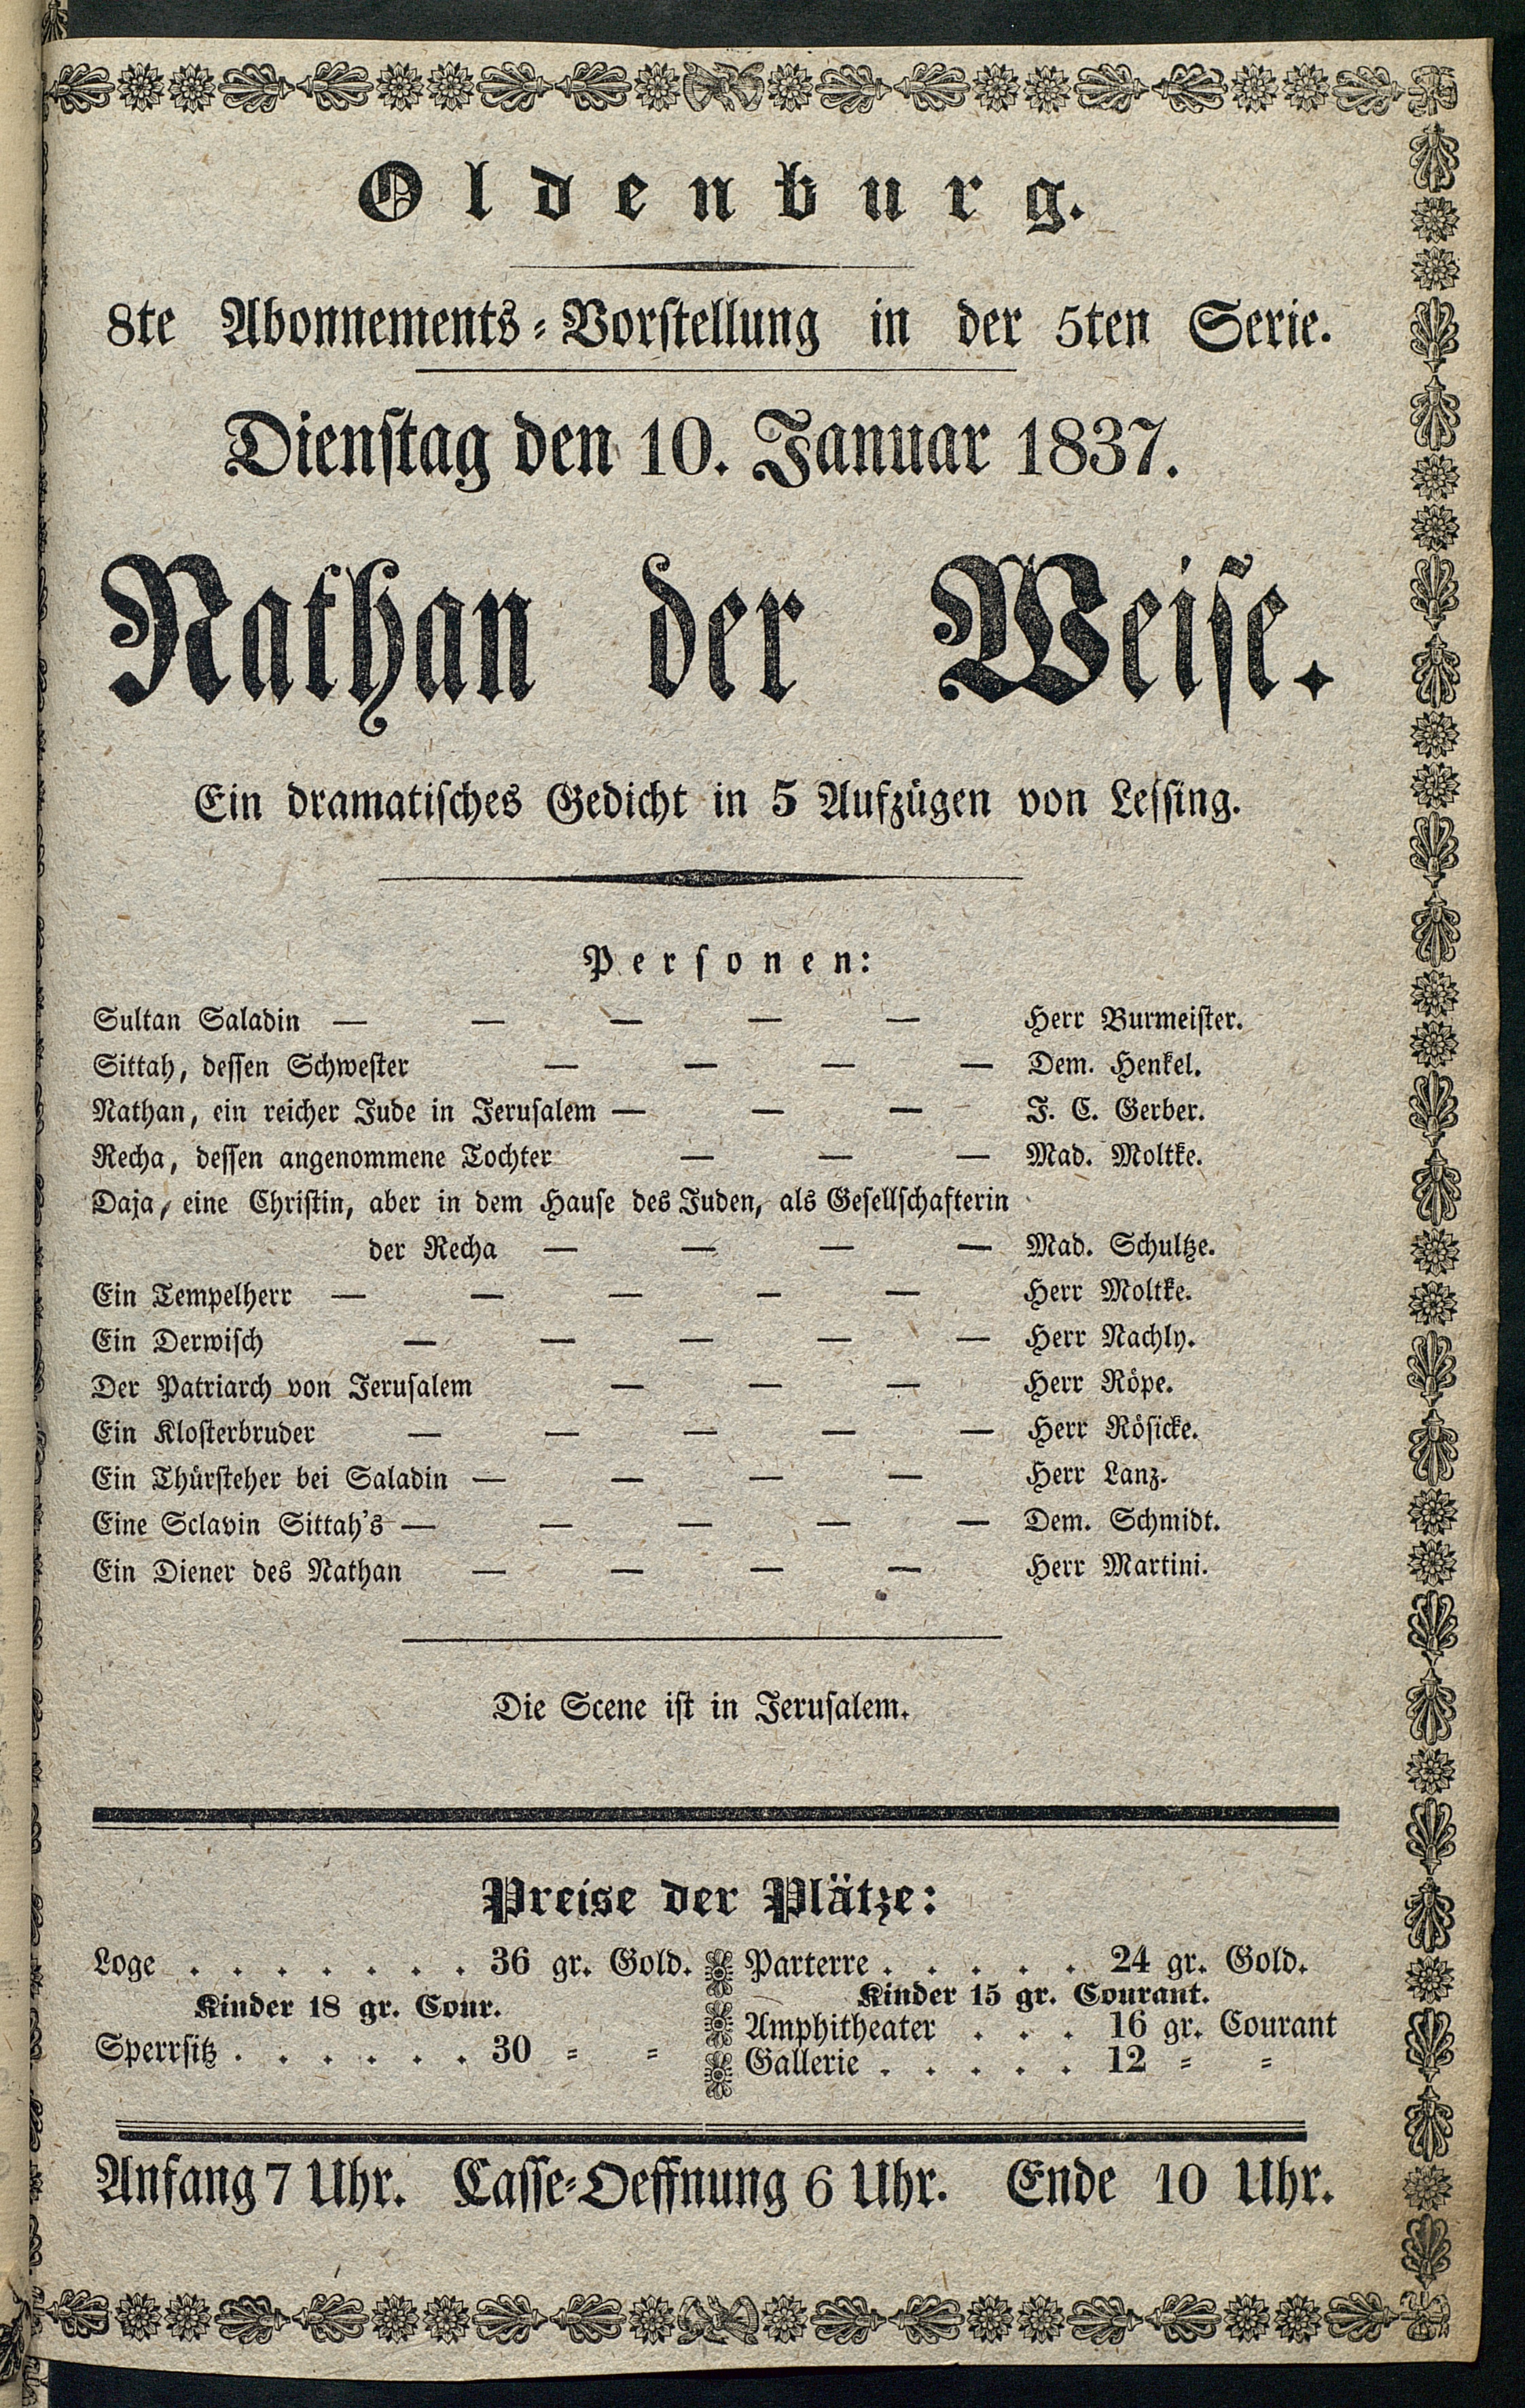 Oldenburg.
8te Abonnements-Vorstellung in der 5ten Serie.
Dienstag den 10. Januar 1837.
Nathan der Weise.
Ein dramatisches Gedicht in 5 Aufzügen von Lessing.
Personen:
Sultan Saladin — — — — — Herr Burmeister.
Sittah, dessen Schwester — — — — Dem. Henkel.
Nathan, ein reicher Jude in Jerusalem — — — J. C. Gerber.
Recha, dessen angenommene Tochter — — — Mad. Moltke.
Daja, eine Christin, aber in dem Hause des Juden, als Gesellschafterin
der Recha — — — — Mad. Schultze.
Ein Tempelherr — — — — — Herr Moltke.
Ein Derwisch — — — — — Herr Nachly.
Der Patriarch von Jerusalem — — — Herr Röpe.
Ein Klosterbruder — — — — — Herr Rösicke.
Ein Thürsteher bei Saladin — — — — Herr Lanz.
Eine Sclavin Sittah's — — — — — Dem. Schmidt.
Ein Diener des Nathan — — — — Herr Martini.
Die Scene ist in Jerusalem.
Preise der Plätze:
Loge . . . . . . . 36 gr. Gold.
Kinder 18 gr. Cour.
Sperrsitz . . . . . . 30 = =
Parterre . . . . . 24 gr. Gold.
Kinder 15 gr. Courant.
Amphitheater . . . 16 gr. Courant
Gallerie . . . . . 12 = =
Anfang 7 Uhr. Casse-Oeffnung 6 Uhr. Ende 10 Uhr.